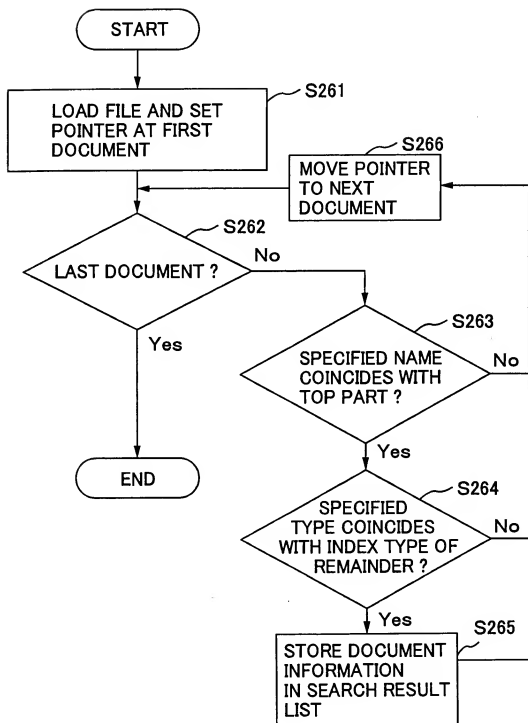 START
S261
LOAD FILE AND SET
POINTER AT FIRST
DOCUMENT
S266
MOVE POINTER
TO NEXT
DOCUMENT
S262
LAST DOCUMENT ?
No
Yes
S263
SPECIFIED NAME
COINCIDES WITH
TOP PART ?
No
Yes
END
S264
SPECIFIED
TYPE COINCIDES
WITH INDEX TYPE OF
REMAINDER ?
No
Yes
S265
STORE DOCUMENT
INFORMATION
IN SEARCH RESULT
LIST